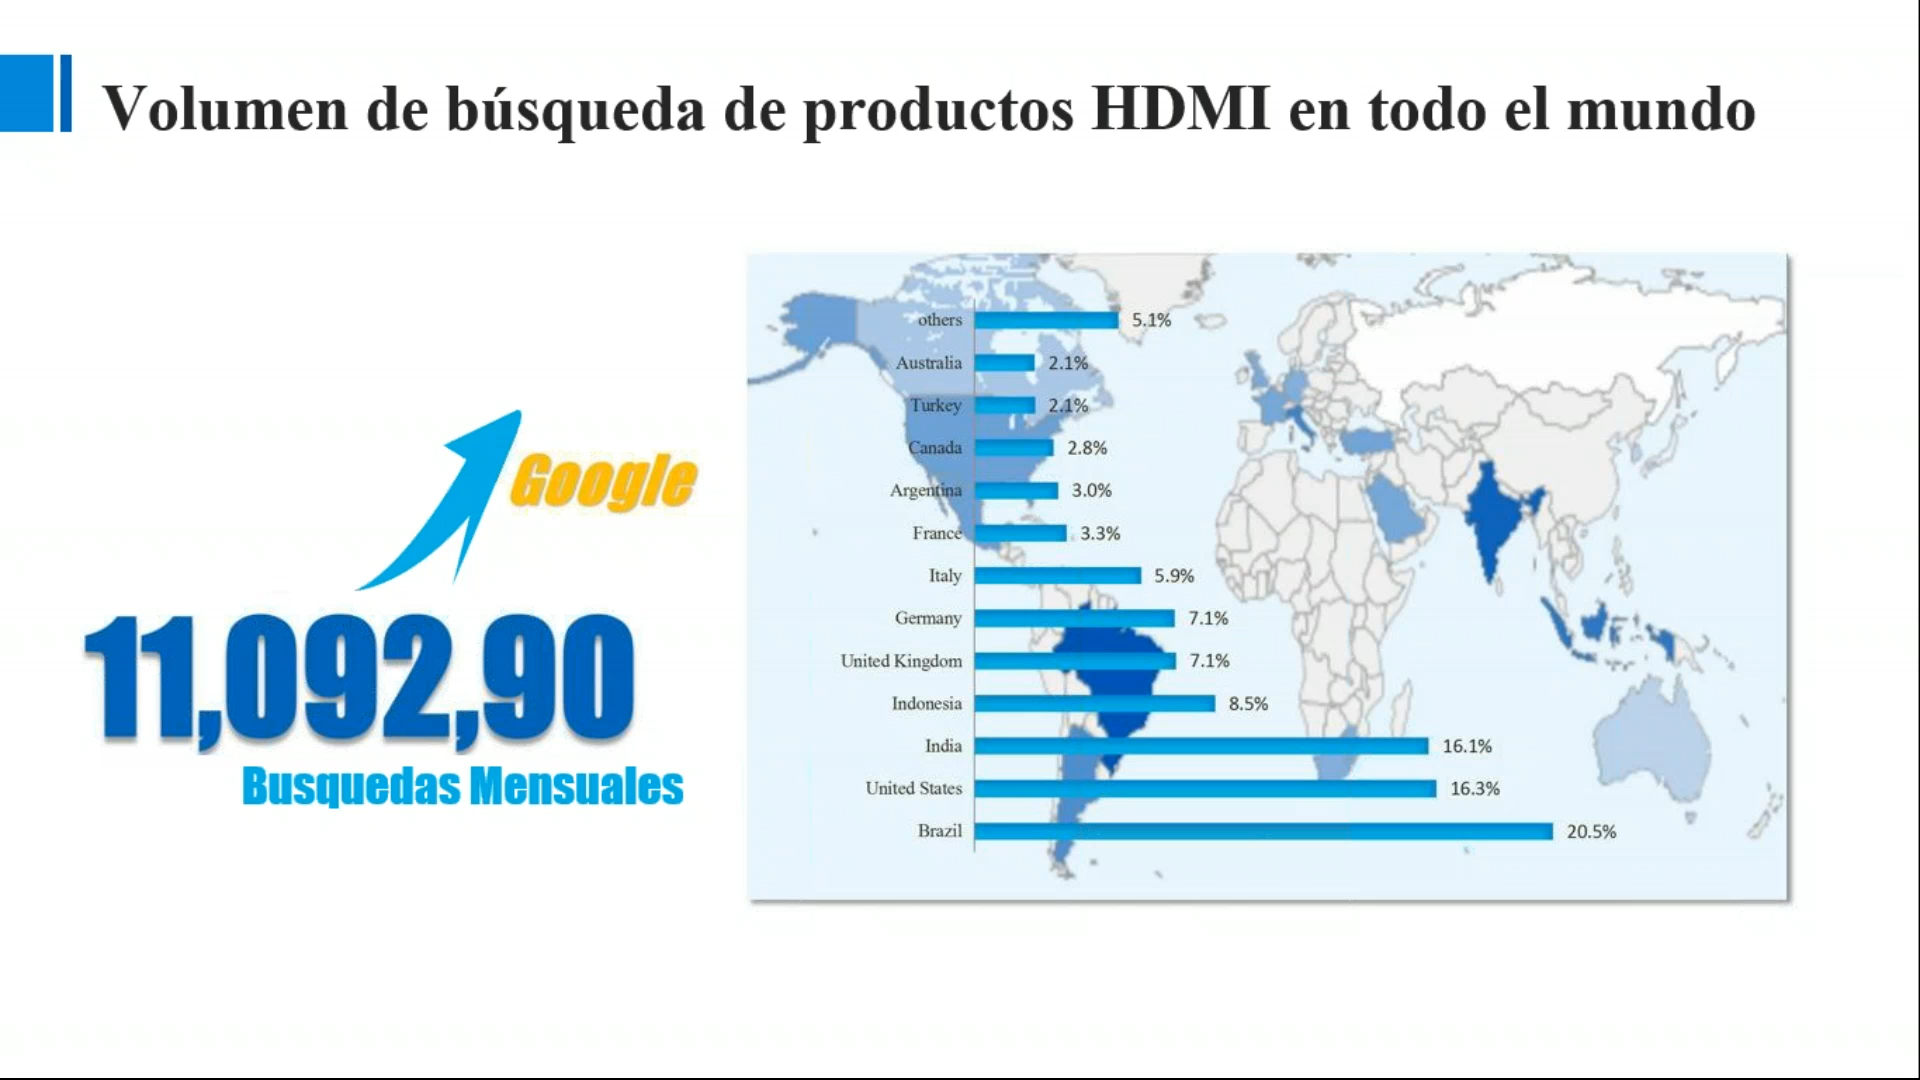 Volumen de búsqueda de productos HDMI en todo el mundo
Google
11,092,90
Busquedas Mensuales
others 5.1%
Australia 2.1%
Turkey 2.1%
Canada 2.8%
Argentina 3.0%
France 3.3%
Italy 5.9%
Germany 7.1%
United Kingdom 7.1%
Indonesia 8.5%
India 16.1%
United States 16.3%
Brazil 20.5%